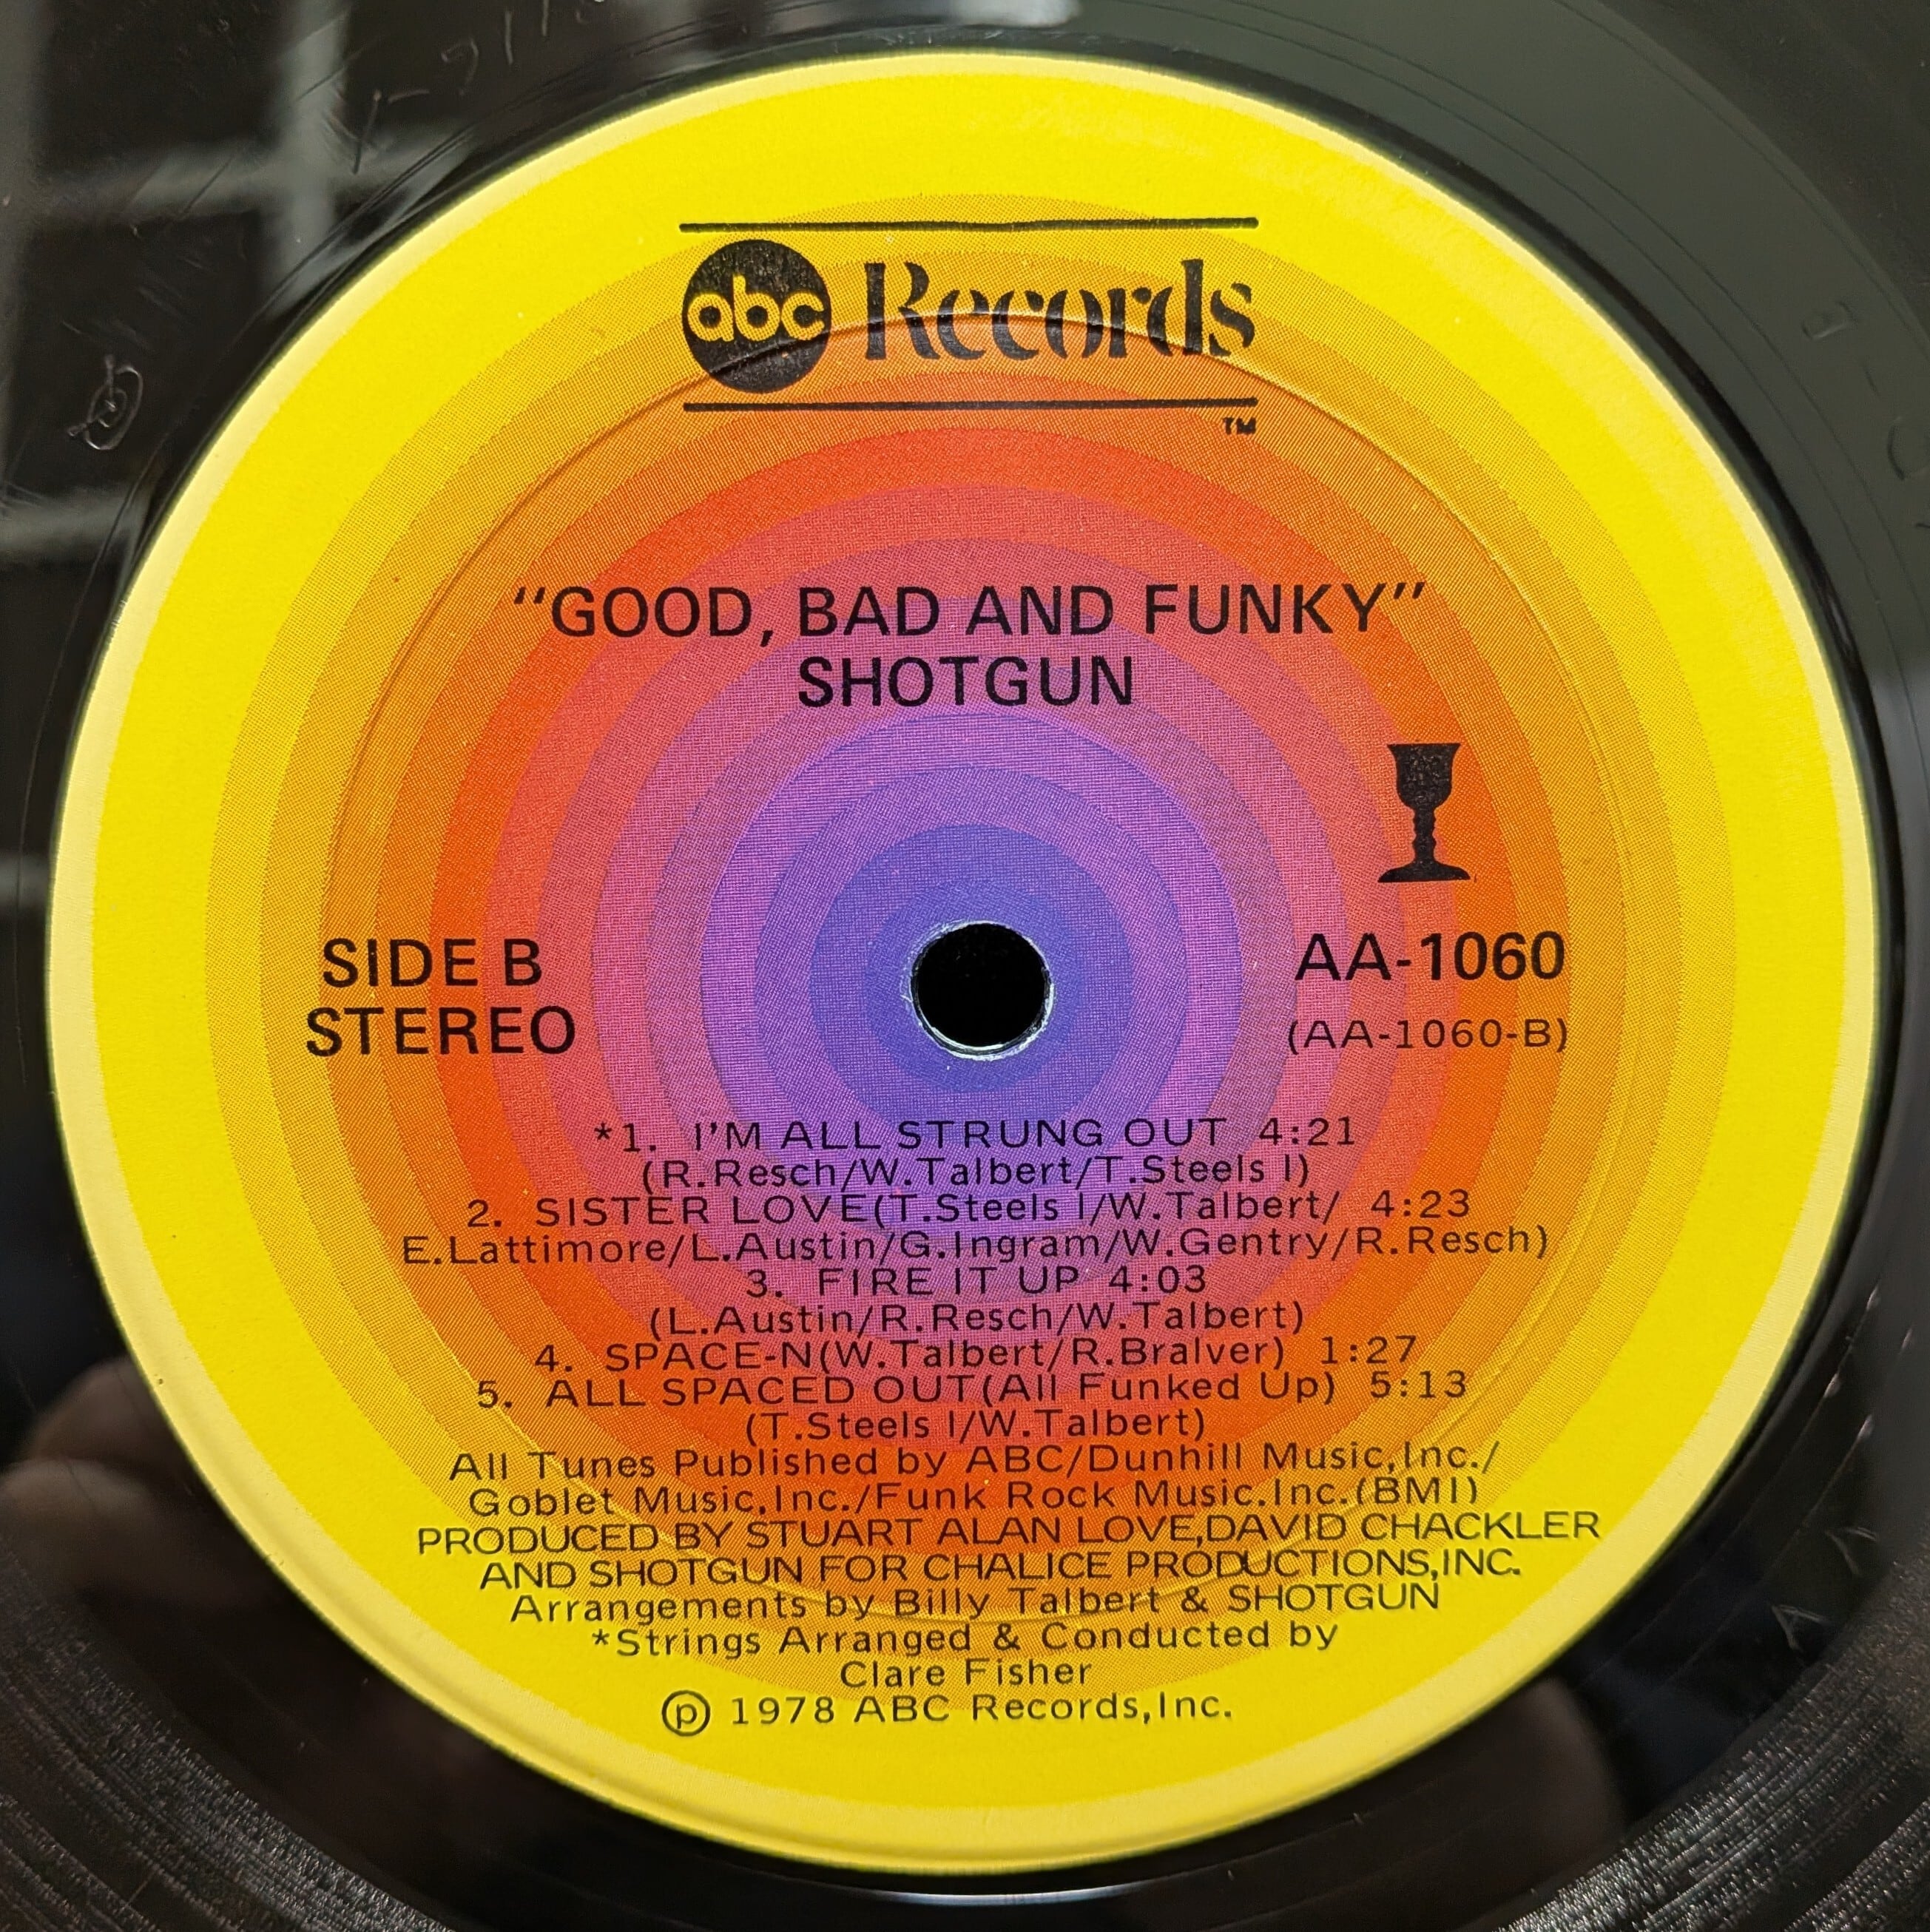 abc Records
TM
"GOOD, BAD AND FUNKY"
SHOTGUN
SIDE B
STEREO
AA-1060
(AA-1060-B)
*1. I'M ALL STRUNG OUT 4:21
(R.Resch/W.Talbert/T.Steels I)
2. SISTER LOVE(T.Steels I/W.Talbert/ 4:23
E.Lattimore/L.Austin/G.Ingram/W.Gentry/R.Resch)
3. FIRE IT UP 4:03
(L.Austin/R.Resch/W.Talbert)
4. SPACE-N(W.Talbert/R.Bralver) 1:27
5. ALL SPACED OUT(All Funked Up) 5:13
(T.Steels I/W.Talbert)
All Tunes Published by ABC/Dunhill Music,Inc./
Goblet Music,Inc./Funk Rock Music.Inc.(BMI)
PRODUCED BY STUART ALAN LOVE,DAVID CHACKLER
AND SHOTGUN FOR CHALICE PRODUCTIONS,INC.
Arrangements by Billy Talbert & SHOTGUN
*Strings Arranged & Conducted by
Clare Fisher
℗ 1978 ABC Records,Inc.